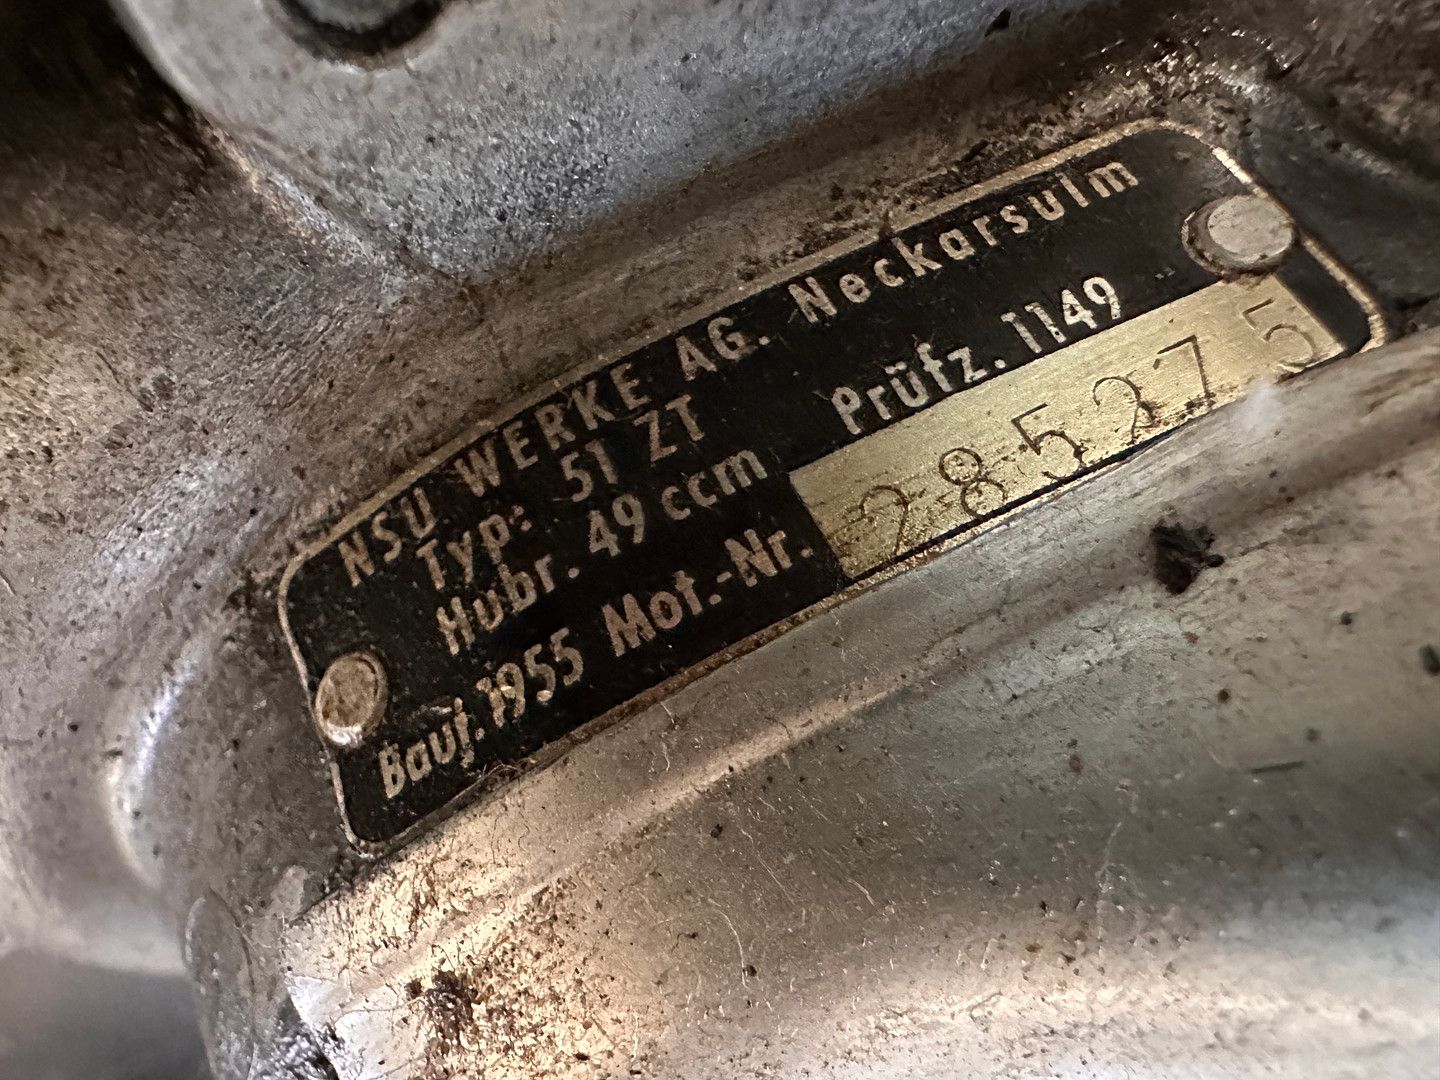 NSU WERKE AG. Neckarsulm
Typ: 51 ZT Prüfz. 1149
Hubr. 49 ccm
Bauj. 1955 Mot.-Nr. 285275